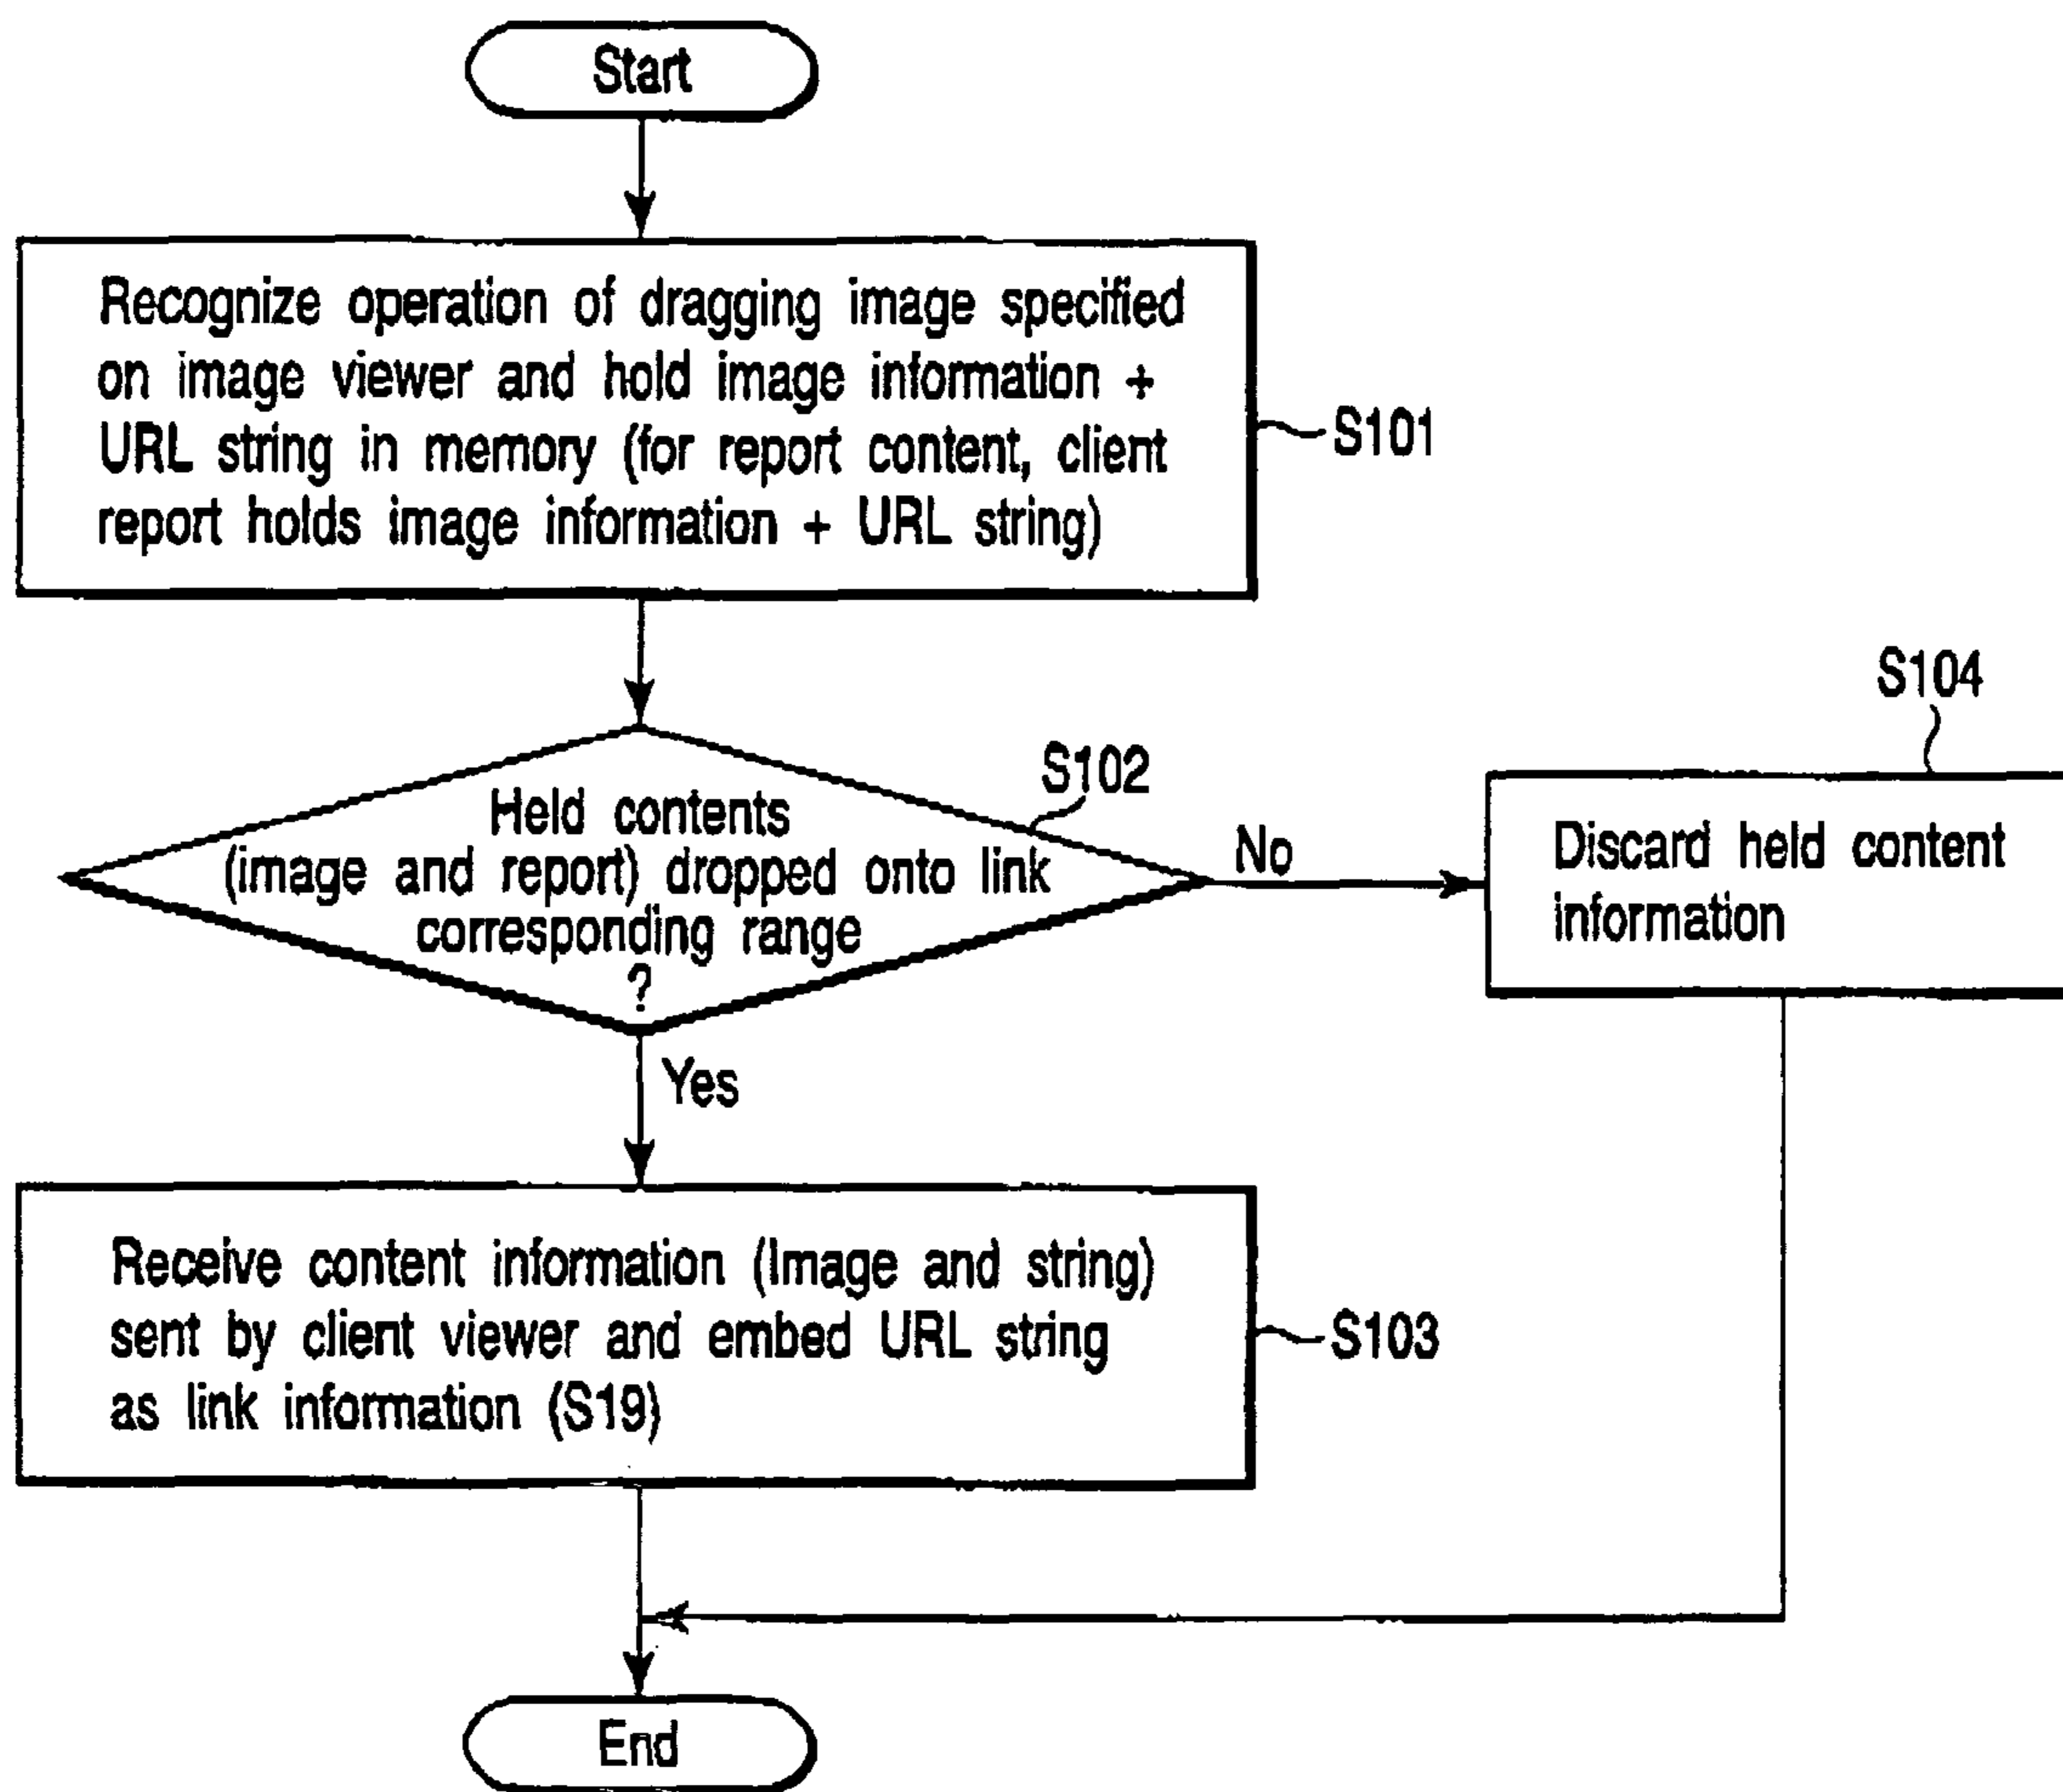 Start
Recognize operation of dragging image specified
on image viewer and hold image information +
URL string in memory (for report content, client
report holds image information + URL string)
S101
S104
S102
Held contents
(image and report) dropped onto link
corresponding range
?
No
Discard held content
information
Yes
Receive content information (Image and string)
sent by client viewer and embed URL string
as link information (S19)
S103
End